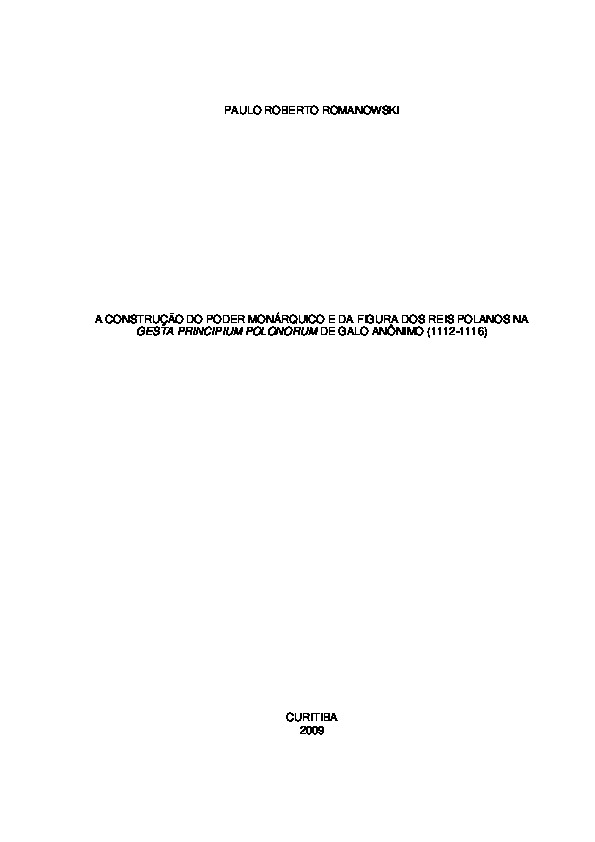 PAULO ROBERTO ROMANOWSKI
A CONSTRUÇÃO DO PODER MONÁRQUICO E DA FIGURA DOS REIS POLANOS NA
GESTA PRINCIPIUM POLONORUM DE GALO ANÔNIMO (1112-1116)
CURITIBA
2009